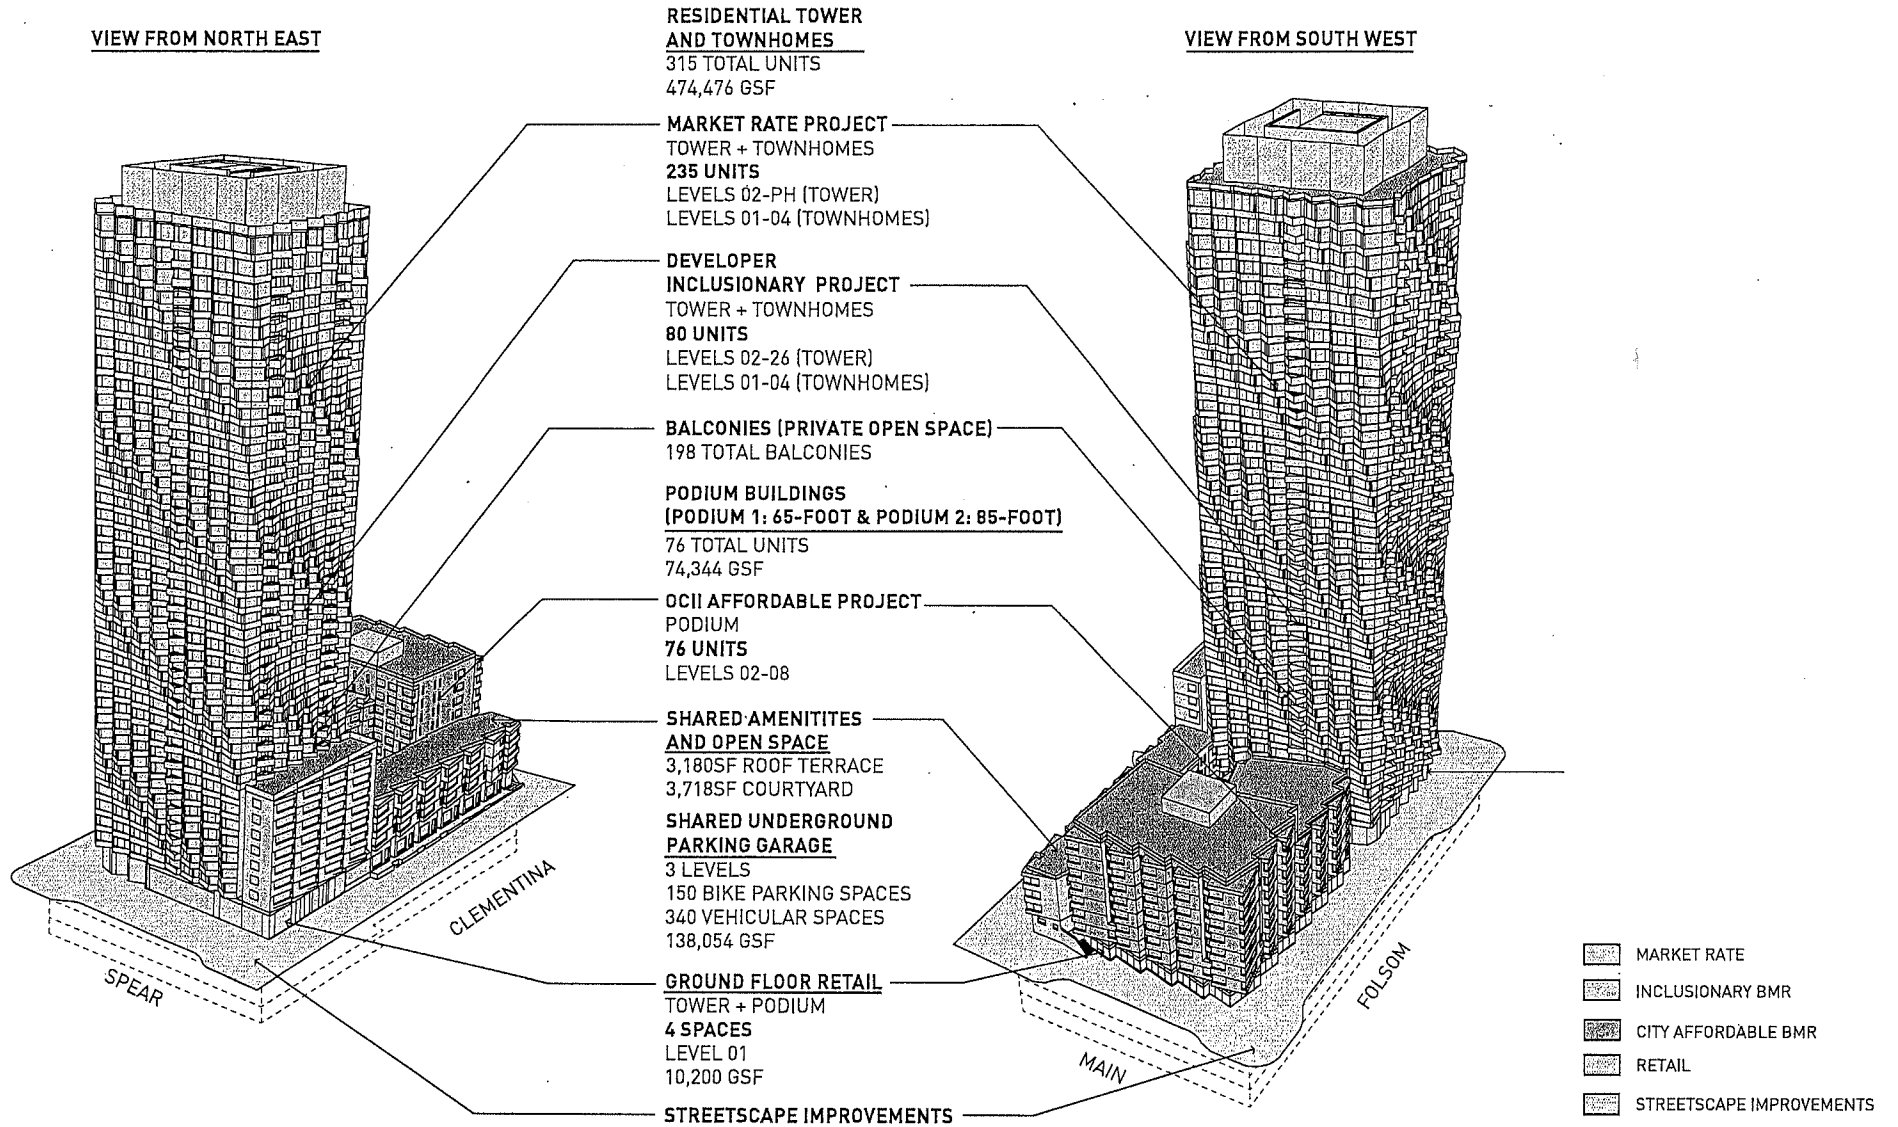 VIEW FROM NORTH EAST
RESIDENTIAL TOWER
AND TOWNHOMES
315 TOTAL UNITS
474,476 GSF
MARKET RATE PROJECT
TOWER + TOWNHOMES
235 UNITS
LEVELS 02-PH (TOWER)
LEVELS 01-04 (TOWNHOMES)
DEVELOPER
INCLUSIONARY PROJECT
TOWER + TOWNHOMES
80 UNITS
LEVELS 02-26 (TOWER)
LEVELS 01-04 (TOWNHOMES)
BALCONIES (PRIVATE OPEN SPACE)
198 TOTAL BALCONIES
PODIUM BUILDINGS
(PODIUM 1: 65-FOOT & PODIUM 2: 85-FOOT)
76 TOTAL UNITS
74,344 GSF
OCII AFFORDABLE PROJECT
PODIUM
76 UNITS
LEVELS 02-08
SHARED AMENITITES
AND OPEN SPACE
3,180SF ROOF TERRACE
3,718SF COURTYARD
SHARED UNDERGROUND
PARKING GARAGE
3 LEVELS
150 BIKE PARKING SPACES
340 VEHICULAR SPACES
138,054 GSF
GROUND FLOOR RETAIL
TOWER + PODIUM
4 SPACES
LEVEL 01
10,200 GSF
STREETSCAPE IMPROVEMENTS
SPEAR
CLEMENTINA
VIEW FROM SOUTH WEST
MAIN
FOLSOM
MARKET RATE
INCLUSIONARY BMR
CITY AFFORDABLE BMR
RETAIL
STREETSCAPE IMPROVEMENTS